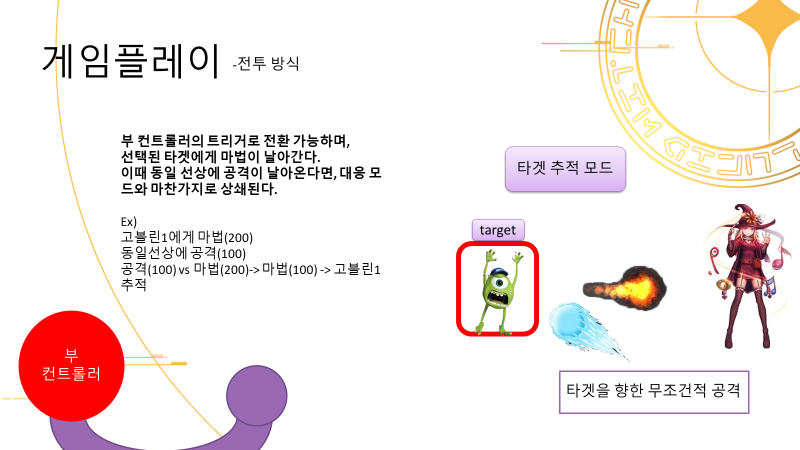 게임플레이 -전투 방식
부 컨트롤러의 트리거로 전환 가능하며,
선택된 타겟에게 마법이 날아간다.
이때 동일 선상에 공격이 날아온다면, 대응 모
드와 마찬가지로 상쇄된다.
Ex)
고블린1에게 마법(200)
동일선상에 공격(100)
공격(100) vs 마법(200)-> 마법(100) -> 고블린1
추적
타겟 추적 모드
target
타겟을 향한 무조건적 공격
부
컨트롤러